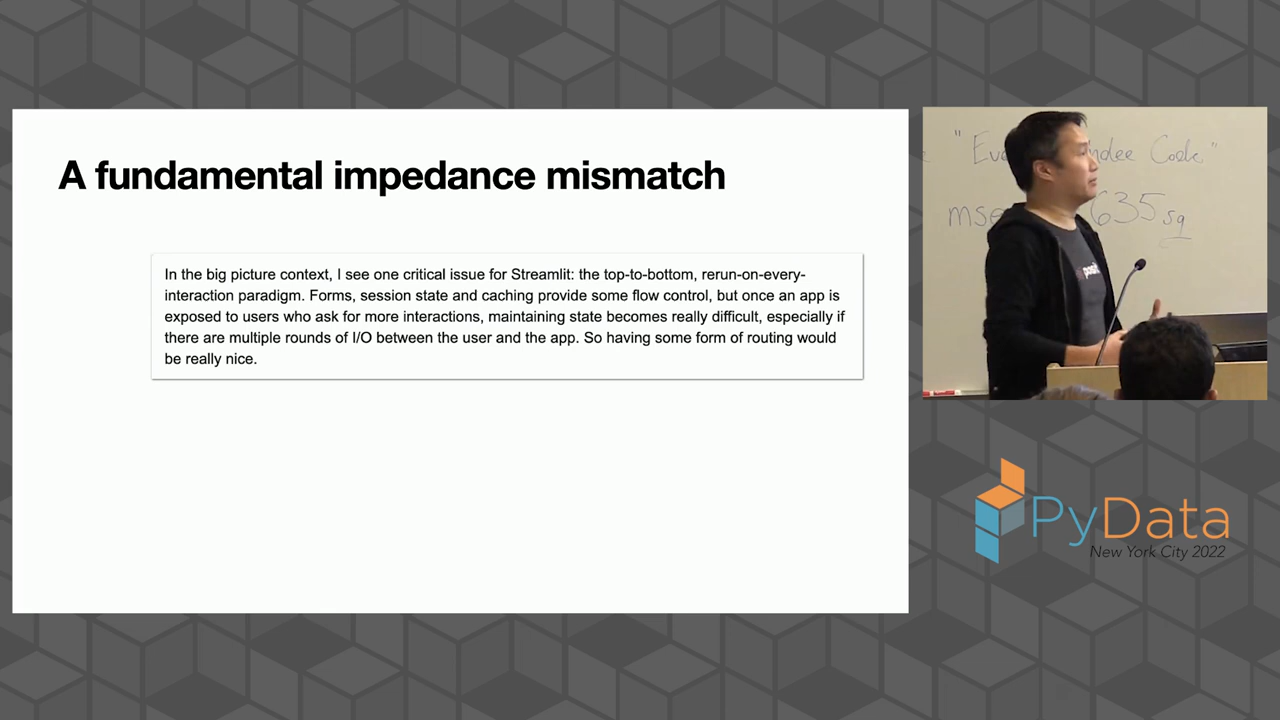 A fundamental impedance mismatch
In the big picture context, I see one critical issue for Streamlit: the top-to-bottom, rerun-on-every-
interaction paradigm. Forms, session state and caching provide some flow control, but once an app is
exposed to users who ask for more interactions, maintaining state becomes really difficult, especially if
there are multiple rounds of I/O between the user and the app. So having some form of routing would
be really nice.
Code"
635 sq
PyData
New York City 2022